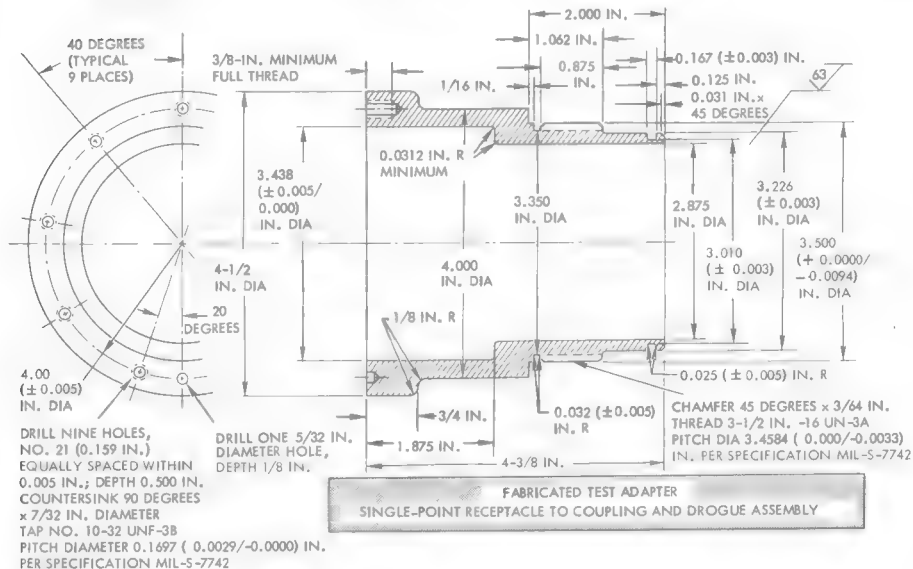 40 DEGREES
(TYPICAL
9 PLACES)
3/8-IN. MINIMUM
FULL THREAD
1/16 IN.
2.000 IN.
1.062 IN.
0.875
IN.
0.167 (±0.003) IN.
0.125 IN.
0.031 IN.x
45 DEGREES
63
0.0312 IN. R
MINIMUM
3.438
(±0.005/
0.000)
IN. DIA
4-1/2
IN. DIA
4.000
IN. DIA
3.350
IN. DIA
2.875
IN. DIA
3.010
(± 0.003)
IN. DIA
3.226
(±0.003)
IN. DIA
3.500
(+ 0.0000/
-0.0094)
IN. DIA
20
DEGREES
1/8 IN. R
4.00
(±0.005)
IN. DIA
3/4 IN.
1.875 IN.
4-3/8 IN.
0.032 (±0.005)
IN. R
0.025 (±0.005) IN. R
CHAMFER 45 DEGREES x 3/64 IN.
THREAD 3-1/2 IN. -16 UN-3A
PITCH DIA 3.4584 ( 0.000/-0.0033)
IN. PER SPECIFICATION MIL-S-7742
DRILL NINE HOLES,
NO. 21 (0.159 IN.)
EQUALLY SPACED WITHIN
0.005 IN.; DEPTH 0.500 IN.
COUNTERSINK 90 DEGREES
x 7/32 IN. DIAMETER
TAP NO. 10-32 UNF-3B
PITCH DIAMETER 0.1697 ( 0.0029/-0.0000) IN.
PER SPECIFICATION MIL-S-7742
DRILL ONE 5/32 IN.
DIAMETER HOLE,
DEPTH 1/8 IN.
FABRICATED TEST ADAPTER
SINGLE-POINT RECEPTACLE TO COUPLING AND DROGUE ASSEMBLY